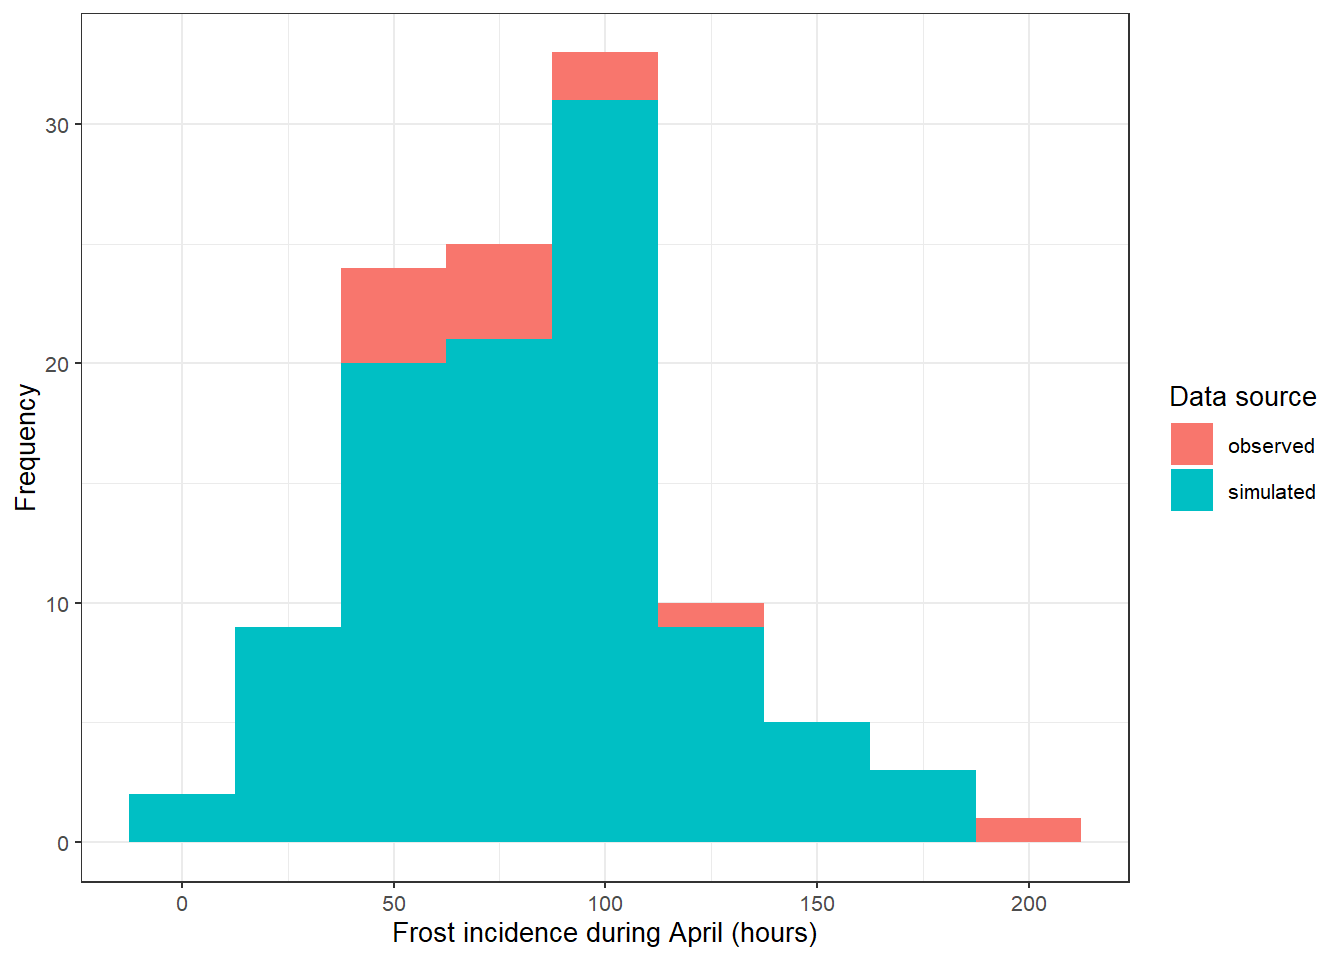 30
20
10
0
Frequency
0 50 100 150 200
Frost incidence during April (hours)
Data source
observed
simulated